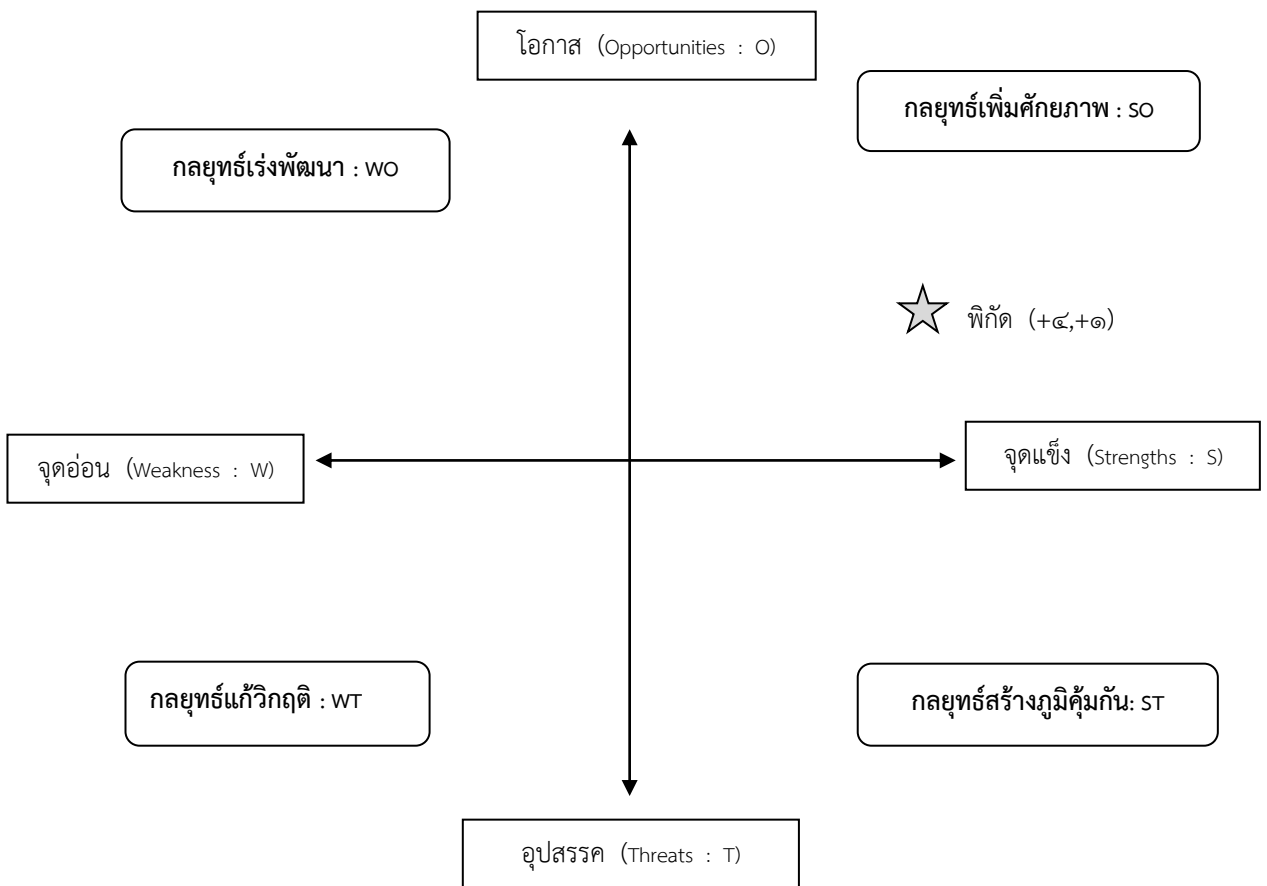 โอกาส (Opportunities : O)
กลยุทธ์เพิ่มศักยภาพ : SO
กลยุทธ์เร่งพัฒนา : WO
พิกัด (+๔,+๑)
จุดอ่อน (Weakness : W)
จุดแข็ง (Strengths : S)
กลยุทธ์แก้วิกฤติ : WT
กลยุทธ์สร้างภูมิคุ้มกัน: ST
อุปสรรค (Threats : T)